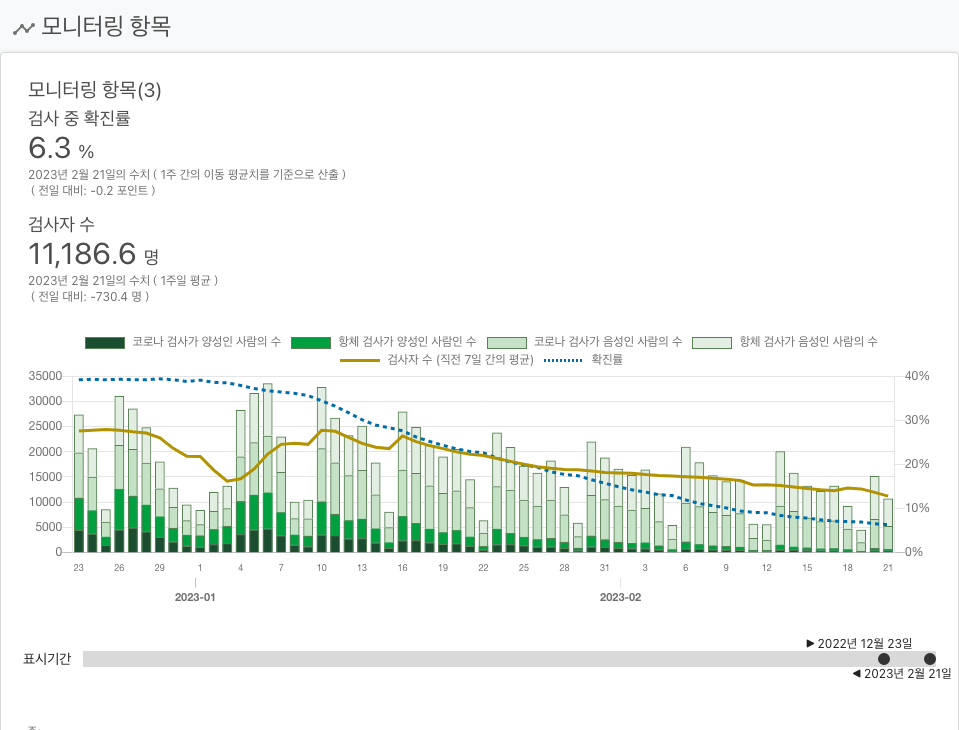 모니터링 항목
모니터링 항목(3)
검사 중 확진률
6.3 %
2023년 2월 21일의 수치 ( 1주 간의 이동 평균치를 기준으로 산출 )
( 전일 대비: -0.2 포인트 )
검사자 수
11,186.6 명
2023년 2월 21일의 수치 ( 1주일 평균 )
( 전일 대비: -730.4 명 )
코로나 검사가 양성인 사람의 수 항체 검사가 양성인 사람인 수 코로나 검사가 음성인 사람의 수 항체 검사가 음성인 사람의 수
검사자 수 (직전 7일 간의 평균) 확진률
35000 40%
30000
25000 30%
20000
15000 20%
10000 10%
5000
0 0%
23 26 29 1 4 7 10 13 16 19 22 25 28 31 3 6 9 12 15 18 21
2023-01 2023-02
▶ 2022년 12월 23일
표시기간
◀ 2023년 2월 21일